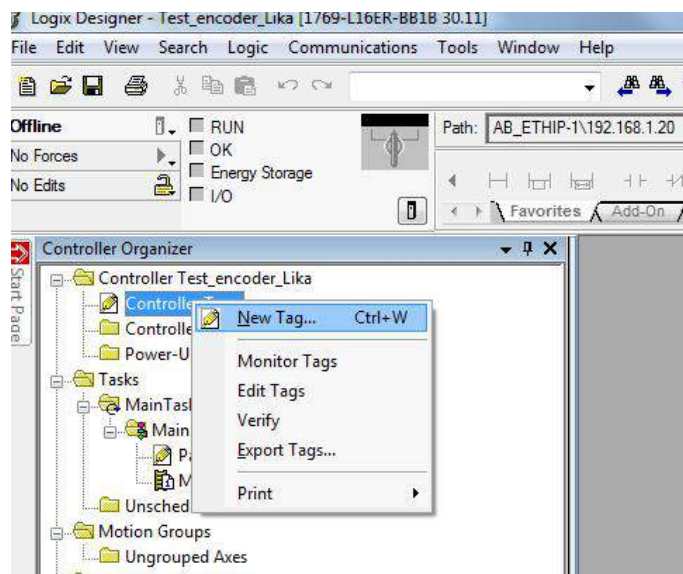 Logix Designer - Test_encoder_Lika [1769-L16ER-BB1B 30.11]
File Edit View Search Logic Communications Tools Window Help
Offline
RUN
Path: AB_ETHIP-1\192.168.1.20
No Forces
OK
Energy Storage
No Edits
I/O
Favorites Add-On
Start Page
Controller Organizer
Controller Test_encoder_Lika
New Tag... Ctrl+W
Power-U
Monitor Tags
Tasks
Edit Tags
MainTas
Verify
Main
Export Tags...
Print
Unsched
Motion Groups
Ungrouped Axes